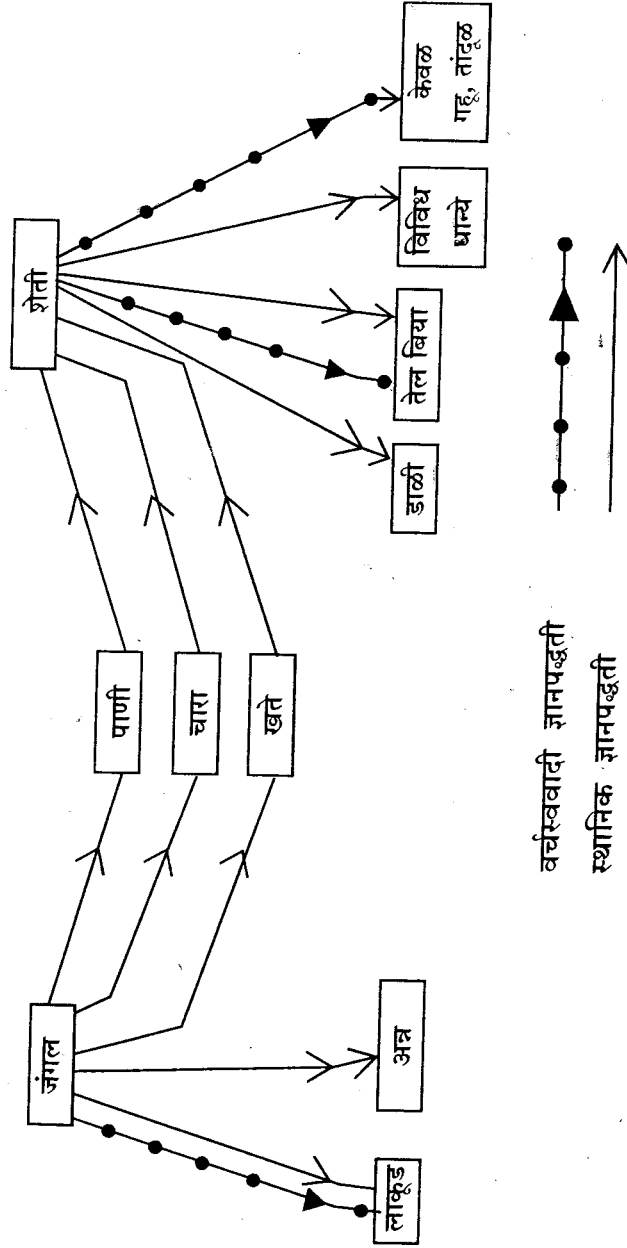 जंगल
शेती
पाणी
चारा
खते
लाकूड
अन्न
डाळी
तेल बिया
विविध
धान्ये
केवळ
गहू, तांदूळ
वर्चस्ववादी ज्ञानपद्धती
स्थानिक ज्ञानपद्धती